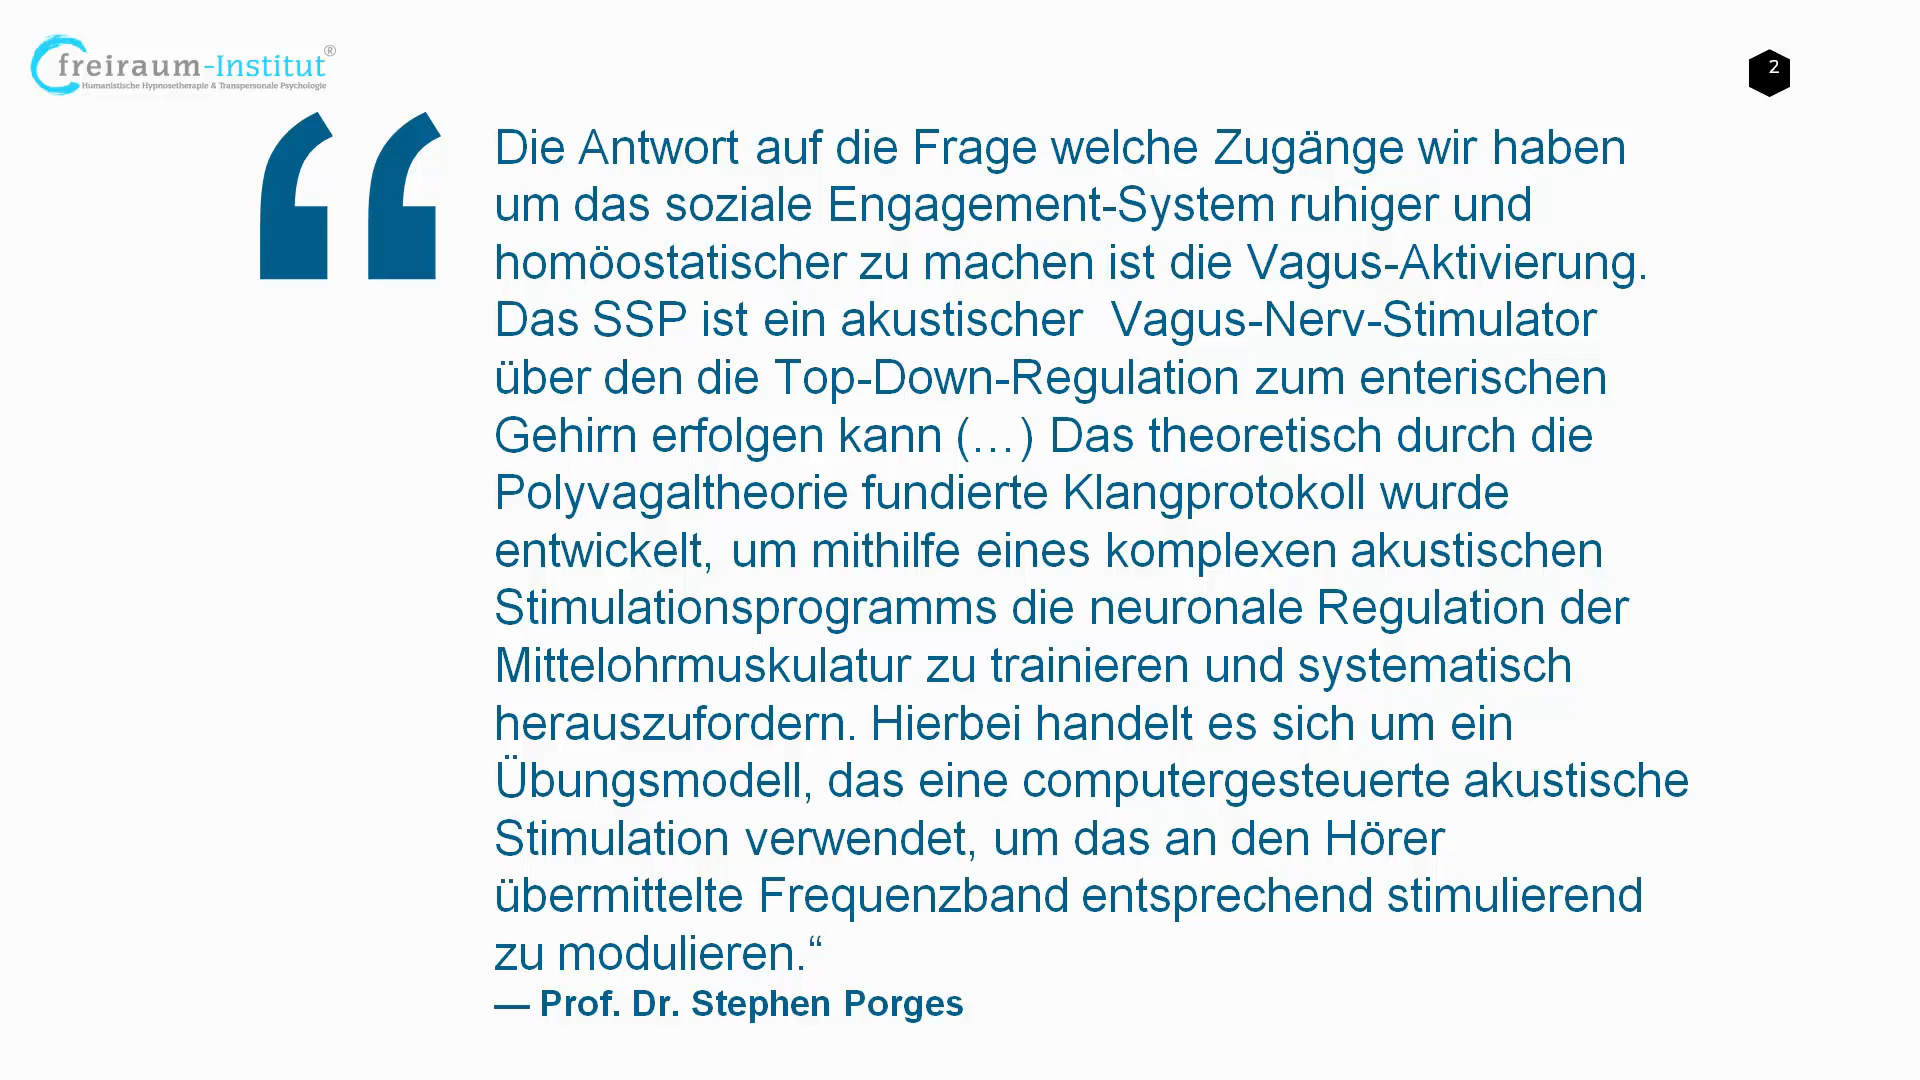 freiraum-Institut®
Humanistische Hypnosetherapie & Transpersonale Psychologie
2
“
Die Antwort auf die Frage welche Zugänge wir haben
um das soziale Engagement-System ruhiger und
homöostatischer zu machen ist die Vagus-Aktivierung.
Das SSP ist ein akustischer  Vagus-Nerv-Stimulator
über den die Top-Down-Regulation zum enterischen
Gehirn erfolgen kann (…) Das theoretisch durch die
Polyvagaltheorie fundierte Klangprotokoll wurde
entwickelt, um mithilfe eines komplexen akustischen
Stimulationsprogramms die neuronale Regulation der
Mittelohrmuskulatur zu trainieren und systematisch
herauszufordern. Hierbei handelt es sich um ein
Übungsmodell, das eine computergesteuerte akustische
Stimulation verwendet, um das an den Hörer
übermittelte Frequenzband entsprechend stimulierend
zu modulieren.“
— Prof. Dr. Stephen Porges